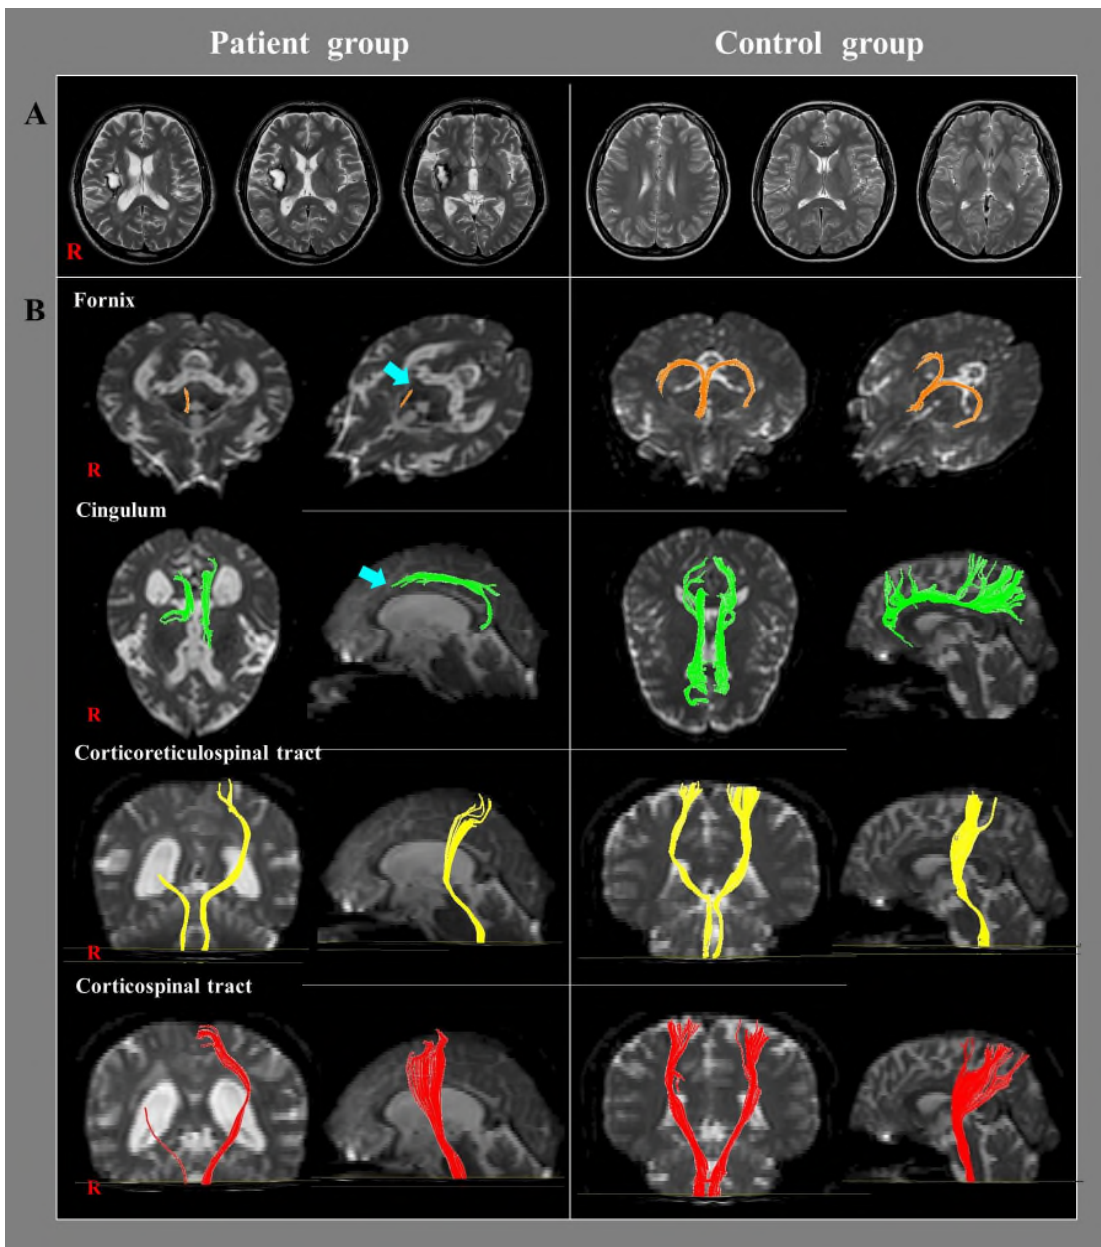 Patient group
Control group
A
R
B
Fornix
R
Cingulum
R
Corticoreticulospinal tract
R
Corticospinal tract
R